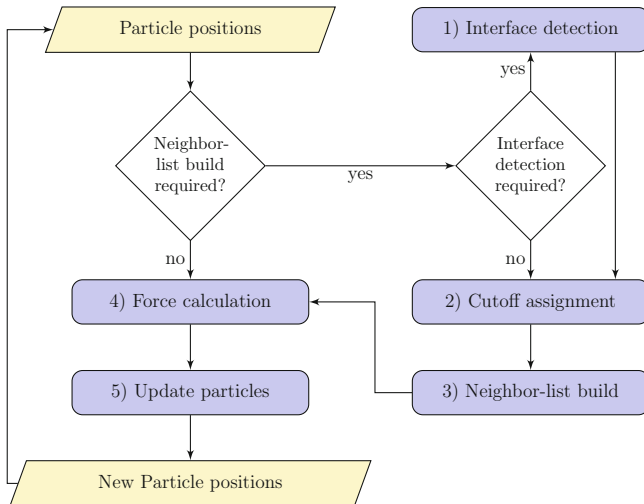 Particle positions
1) Interface detection
yes
Neighbor-
list build
required?
yes
Interface
detection
required?
no
no
4) Force calculation
2) Cutoff assignment
5) Update particles
3) Neighbor-list build
New Particle positions